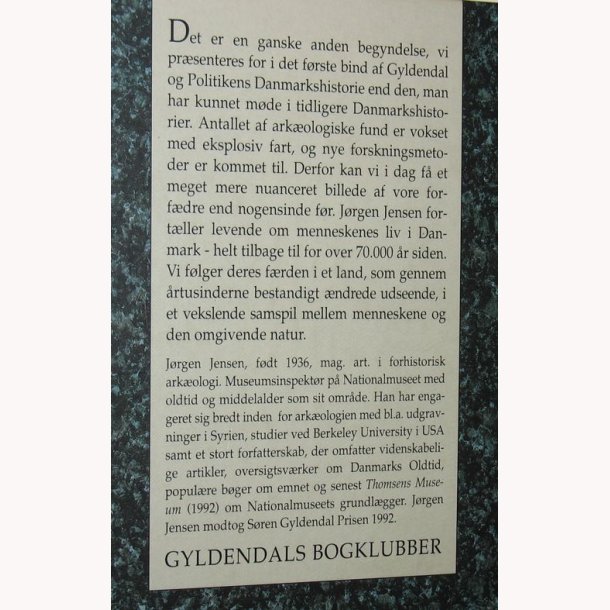 Det er en ganske anden begyndelse, vi
præsenteres for i det første bind af Gyldendal
og Politikens Danmarkshistorie end den, man
har kunnet møde i tidligere Danmarkshisto-
rier. Antallet af arkæologiske fund er vokset
med eksplosiv fart, og nye forskningsmeto-
der er kommet til. Derfor kan vi i dag få et
meget mere nuanceret billede af vore for-
fædre end nogensinde før. Jørgen Jensen for-
tæller levende om menneskenes liv i Dan-
mark - helt tilbage til for over 70.000 år siden.
Vi følger deres færden i et land, som gennem
årtusinderne bestandigt ændrede udseende, i
et vekslende samspil mellem menneskene og
den omgivende natur.
Jørgen Jensen, født 1936, mag. art. i forhistorisk
arkæologi. Museumsinspektør på Nationalmuseet med
oldtid og middelalder som sit område. Han har enga-
geret sig bredt inden for arkæologien med bl.a. udgrav-
ninger i Syrien, studier ved Berkeley University i USA
samt et stort forfatterskab, der omfatter videnskabeli-
ge artikler, oversigtsværker om Danmarks Oldtid,
populære bøger om emnet og senest Thomsens Muse-
um (1992) om Nationalmuseets grundlægger. Jørgen
Jensen modtog Søren Gyldendal Prisen 1992.
GYLDENDALS BOGKLUBBER